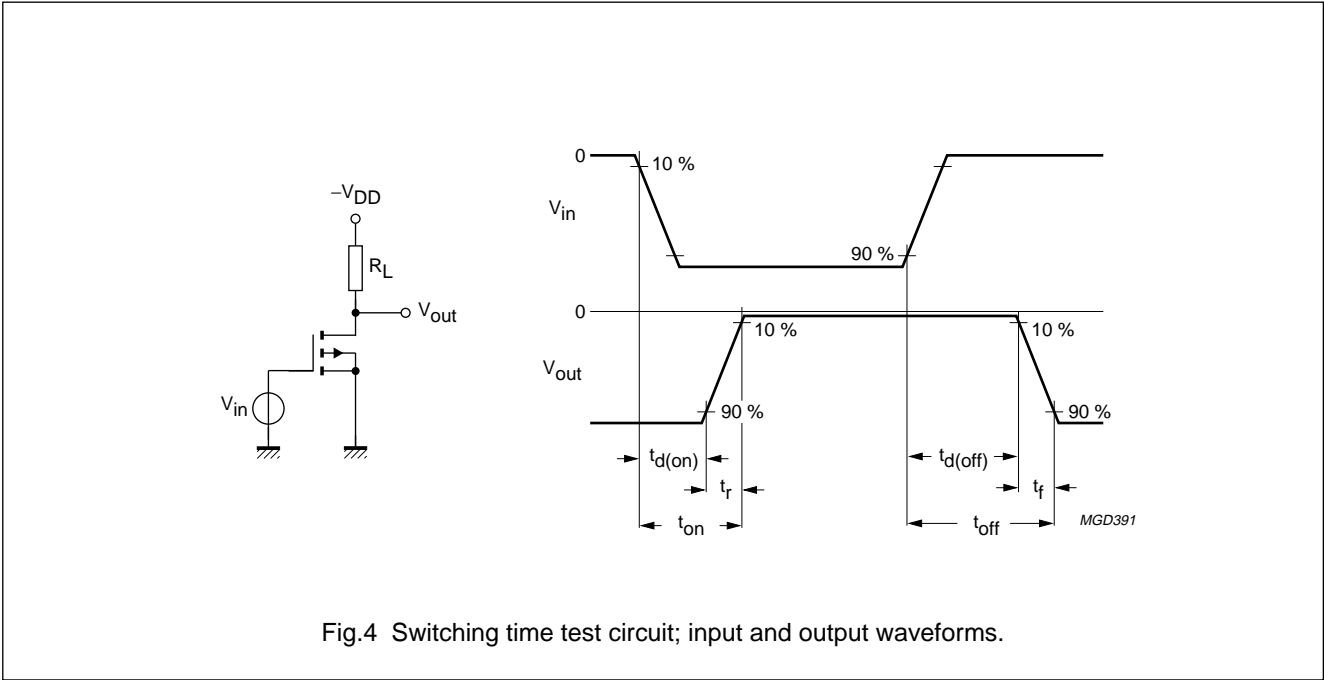 −VDD
RL
Vout
Vin
0
10 %
Vin
90 %
0
10 %
10 %
Vout
90 %
90 %
td(on)
td(off)
tr
tf
ton
toff
MGD391
Fig.4 Switching time test circuit; input and output waveforms.